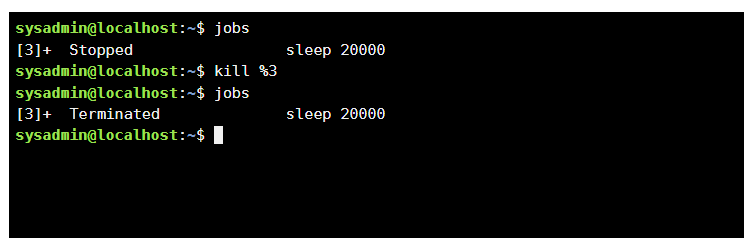 sysadmin@localhost:~$ jobs
[3]+  Stopped                 sleep 20000
sysadmin@localhost:~$ kill %3
sysadmin@localhost:~$ jobs
[3]+  Terminated              sleep 20000
sysadmin@localhost:~$